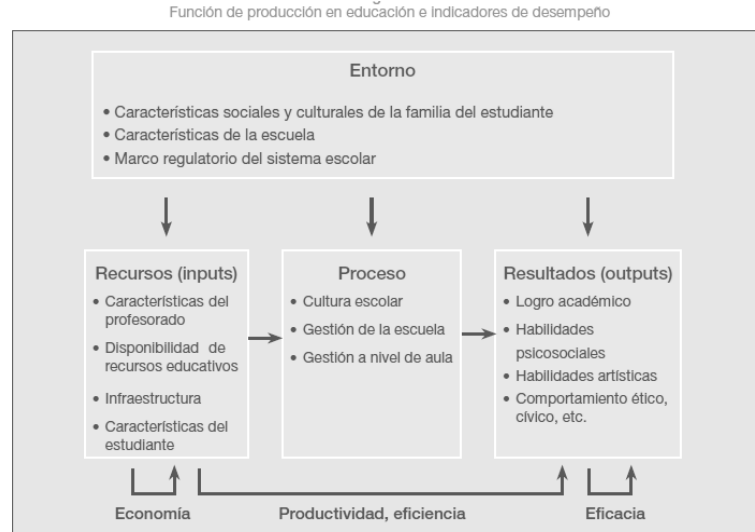 Función de producción en educación e indicadores de desempeño
Entorno
• Características sociales y culturales de la familia del estudiante
• Características de la escuela
• Marco regulatorio del sistema escolar
Recursos (inputs)
• Características del
profesorado
• Disponibilidad de
recursos educativos
• Infraestructura
• Características del
estudiante
Proceso
• Cultura escolar
• Gestión de la escuela
• Gestión a nivel de aula
Resultados (outputs)
• Logro académico
• Habilidades
psicosociales
• Habilidades artísticas
• Comportamiento ético,
cívico, etc.
Economía
Productividad, eficiencia
Eficacia